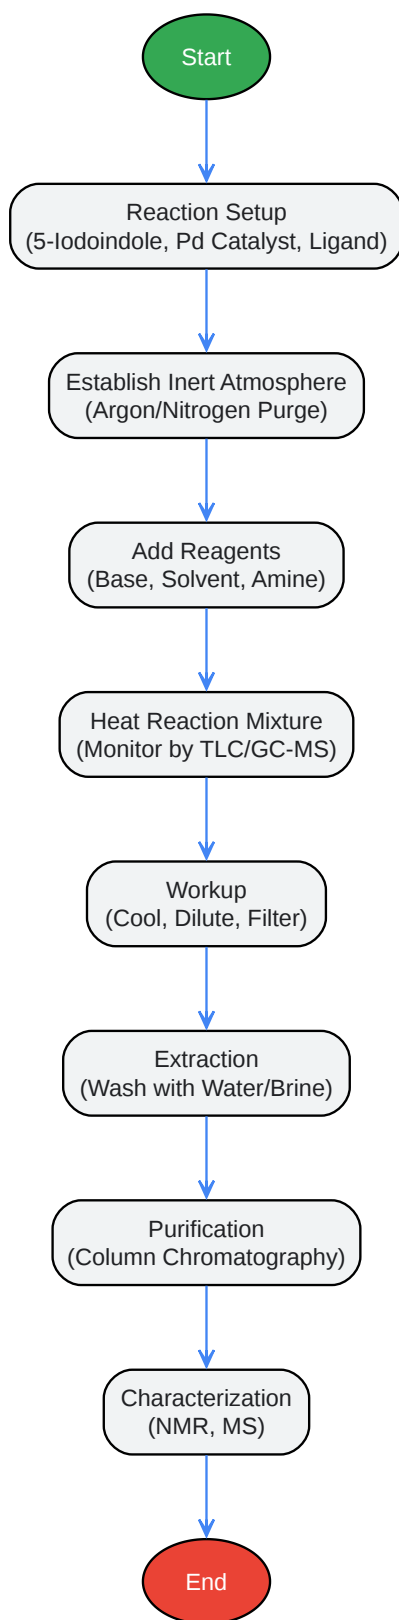 Start
Reaction Setup
(5-Iodoindole, Pd Catalyst, Ligand)
Establish Inert Atmosphere
(Argon/Nitrogen Purge)
Add Reagents
(Base, Solvent, Amine)
Heat Reaction Mixture
(Monitor by TLC/GC-MS)
Workup
(Cool, Dilute, Filter)
Extraction
(Wash with Water/Brine)
Purification
(Column Chromatography)
Characterization
(NMR, MS)
End